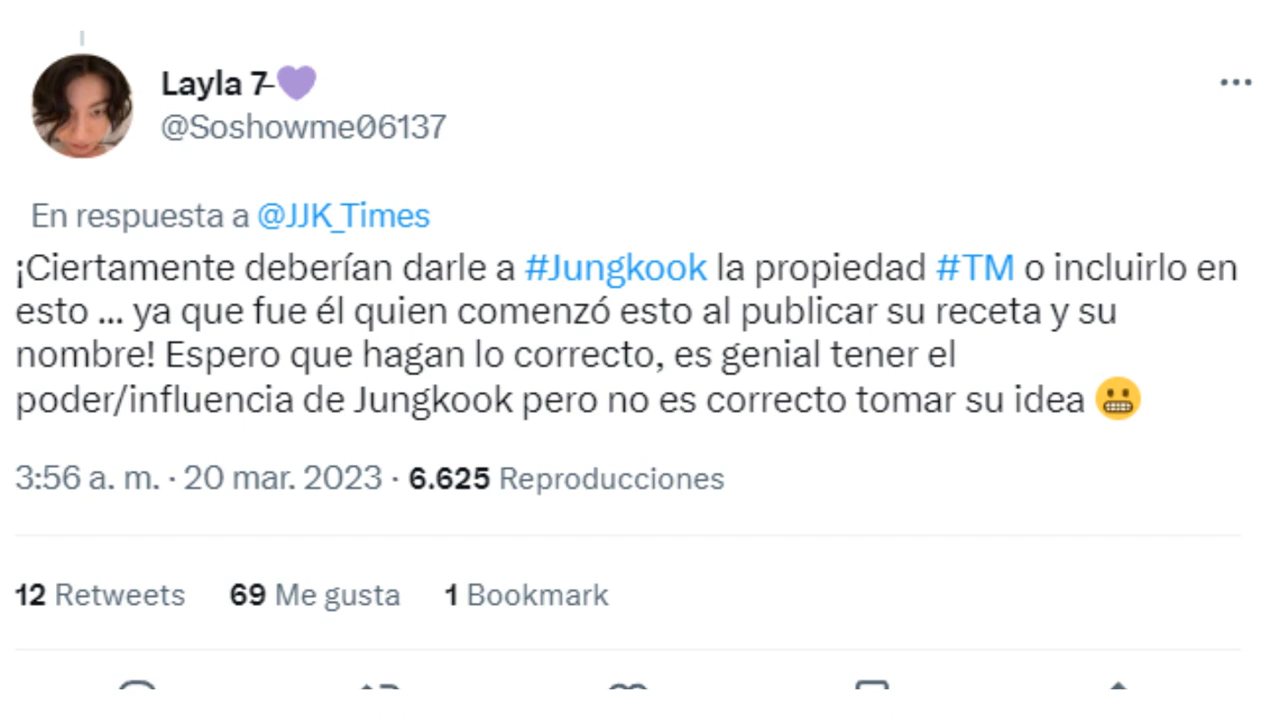 Layla 7̶💜
@Soshowme06137
En respuesta a @JJK_Times
¡Ciertamente deberían darle a #Jungkook la propiedad #TM o incluirlo en
esto ... ya que fue él quien comenzó esto al publicar su receta y su
nombre! Espero que hagan lo correcto, es genial tener el
poder/influencia de Jungkook pero no es correcto tomar su idea 😬
3:56 a. m. · 20 mar. 2023 · 6.625 Reproducciones
12 Retweets 69 Me gusta 1 Bookmark